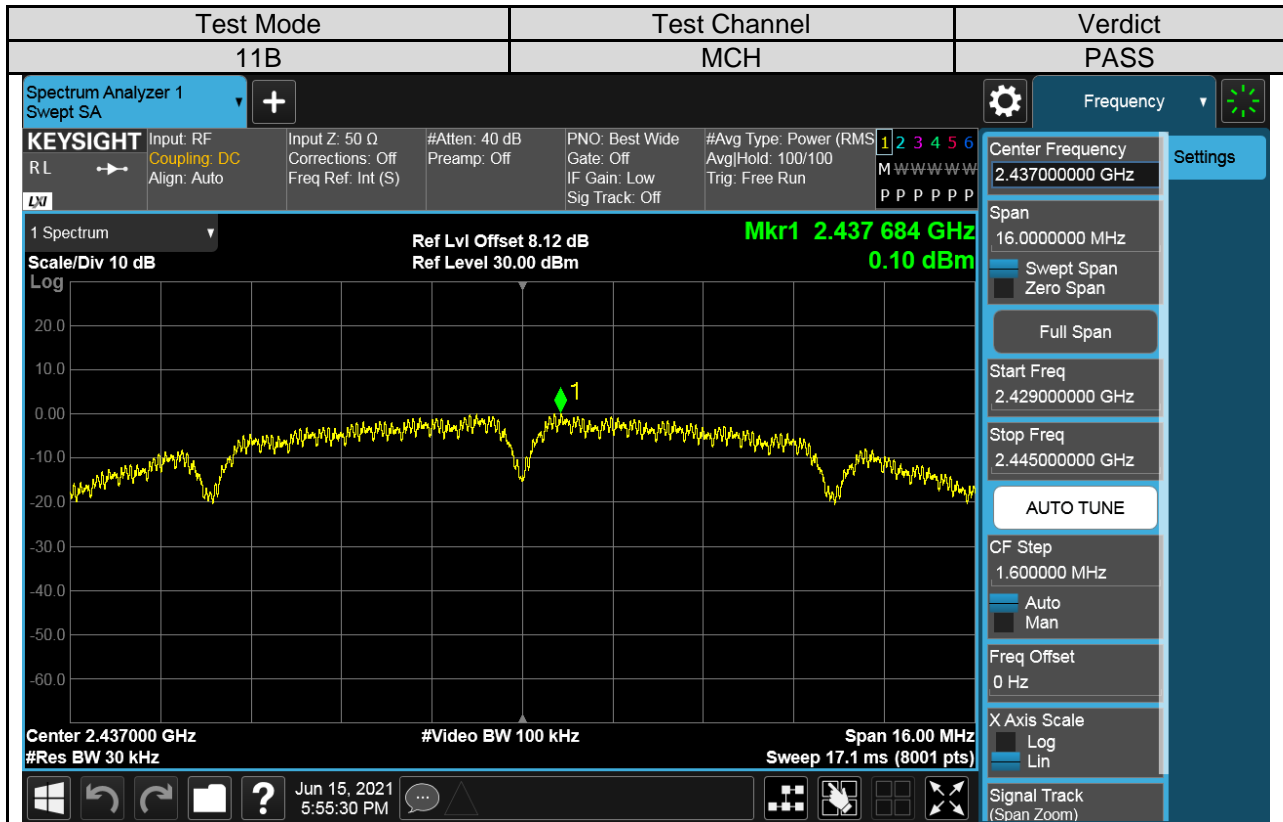 Test Mode Test Channel Verdict
11B MCH PASS
Spectrum Analyzer 1
Swept SA
+
Frequency
KEYSIGHT
RL
LXI
Input: RF
Coupling: DC
Align: Auto
Input Z: 50 Ω
Corrections: Off
Freq Ref: Int (S)
#Atten: 40 dB
Preamp: Off
PNO: Best Wide
Gate: Off
IF Gain: Low
Sig Track: Off
#Avg Type: Power (RMS
Avg|Hold: 100/100
Trig: Free Run
1 2 3 4 5 6
M W W W W W
P P P P P P
1 Spectrum
Scale/Div 10 dB
Ref Lvl Offset 8.12 dB
Ref Level 30.00 dBm
Mkr1 2.437 684 GHz
0.10 dBm
Log
20.0
10.0
0.00
-10.0
-20.0
-30.0
-40.0
-50.0
-60.0
1
Center 2.437000 GHz
#Res BW 30 kHz
#Video BW 100 kHz
Span 16.00 MHz
Sweep 17.1 ms (8001 pts)
?
Jun 15, 2021
5:55:30 PM
Center Frequency
2.437000000 GHz
Settings
Span
16.0000000 MHz
Swept Span
Zero Span
Full Span
Start Freq
2.429000000 GHz
Stop Freq
2.445000000 GHz
AUTO TUNE
CF Step
1.600000 MHz
Auto
Man
Freq Offset
0 Hz
X Axis Scale
Log
Lin
Signal Track
(Span Zoom)